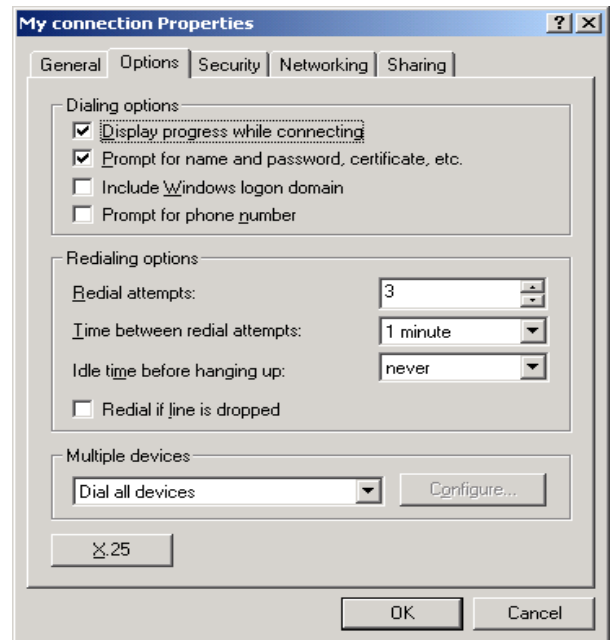 My connection Properties
General Options Security Networking Sharing
Dialing options
Display progress while connecting
Prompt for name and password, certificate, etc.
Include Windows logon domain
Prompt for phone number
Redialing options
Redial attempts: 3
Time between redial attempts: 1 minute
Idle time before hanging up: never
Redial if line is dropped
Multiple devices
Dial all devices Configure...
X.25
OK Cancel